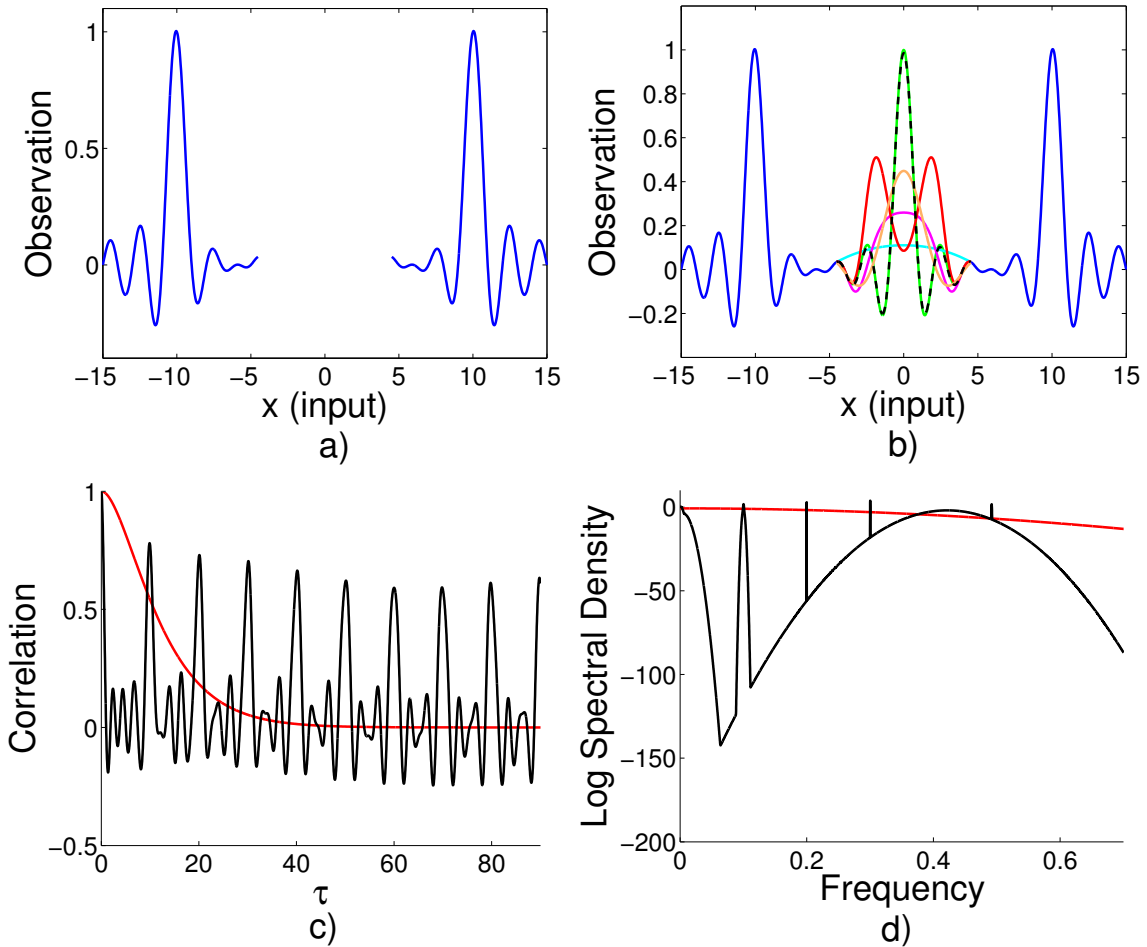 1
0.5
0
Observation
−15 −10 −5 0 5 10 15
x (input)
a)
1
0.8
0.6
0.4
0.2
0
−0.2
Observation
−15 −10 −5 0 5 10 15
x (input)
b)
1
0.5
0
−0.5
Correlation
0 20 40 60 80
τ
c)
0
−50
−100
−150
−200
Log Spectral Density
0 0.2 0.4 0.6
Frequency
d)